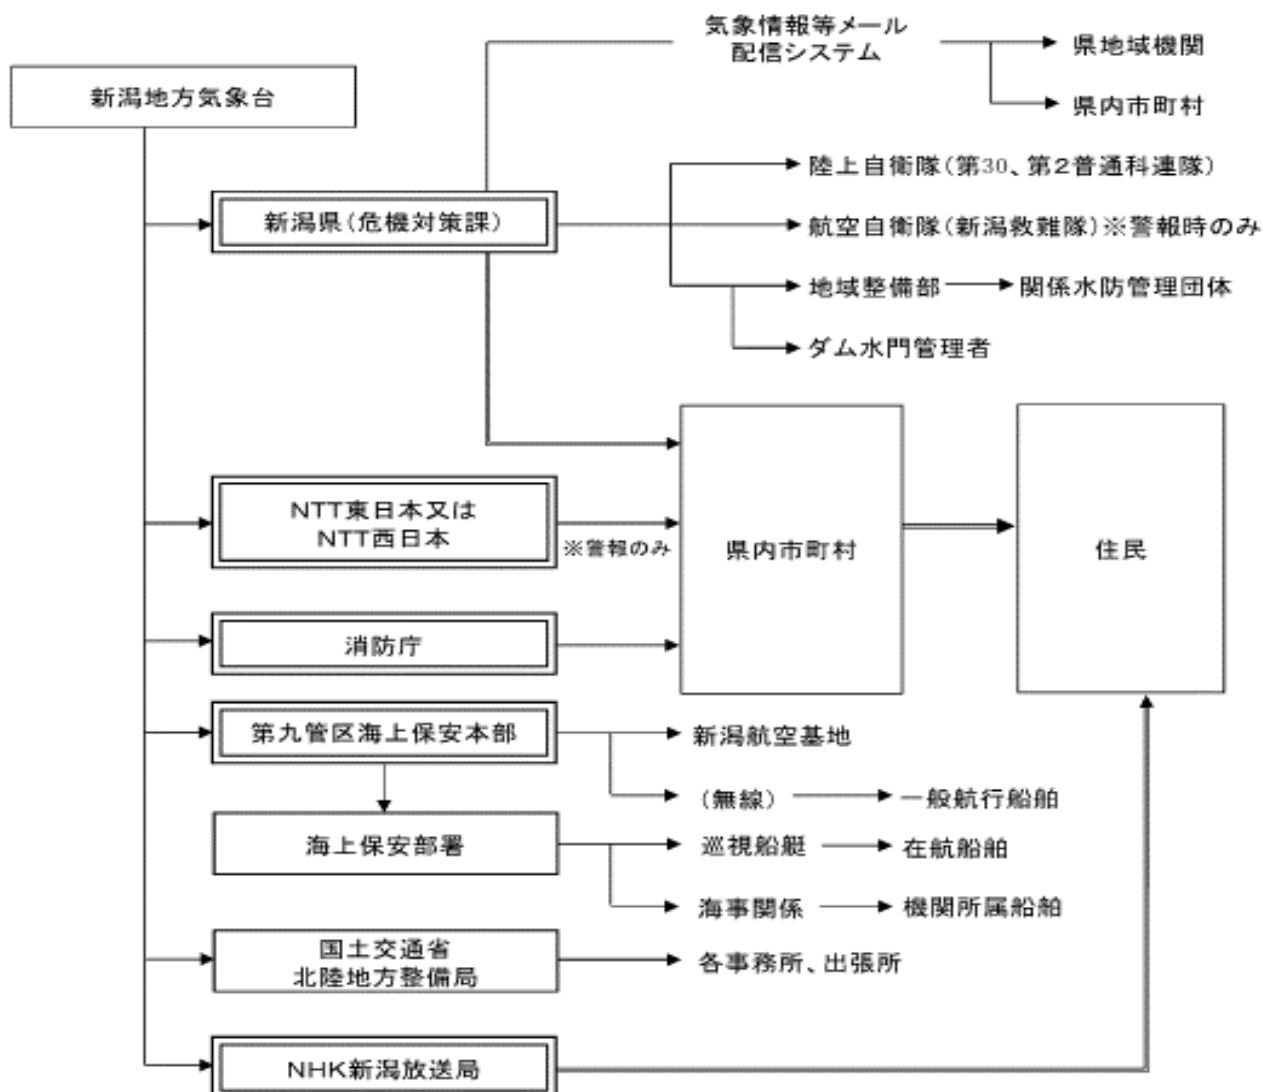 気象情報等メール
配信システム
県地域機関
県内市町村
新潟地方気象台
陸上自衛隊(第30、第2普通科連隊)
新潟県(危機対策課)
航空自衛隊(新潟救難隊)※警報時のみ
地域整備部
関係水防管理団体
ダム水門管理者
NTT東日本又は
NTT西日本
※警報のみ
県内市町村
住民
消防庁
第九管区海上保安本部
新潟航空基地
(無線)
一般航行船舶
海上保安部署
巡視船艇
在航船舶
海事関係
機関所属船舶
国土交通省
北陸地方整備局
各事務所、出張所
NHK新潟放送局